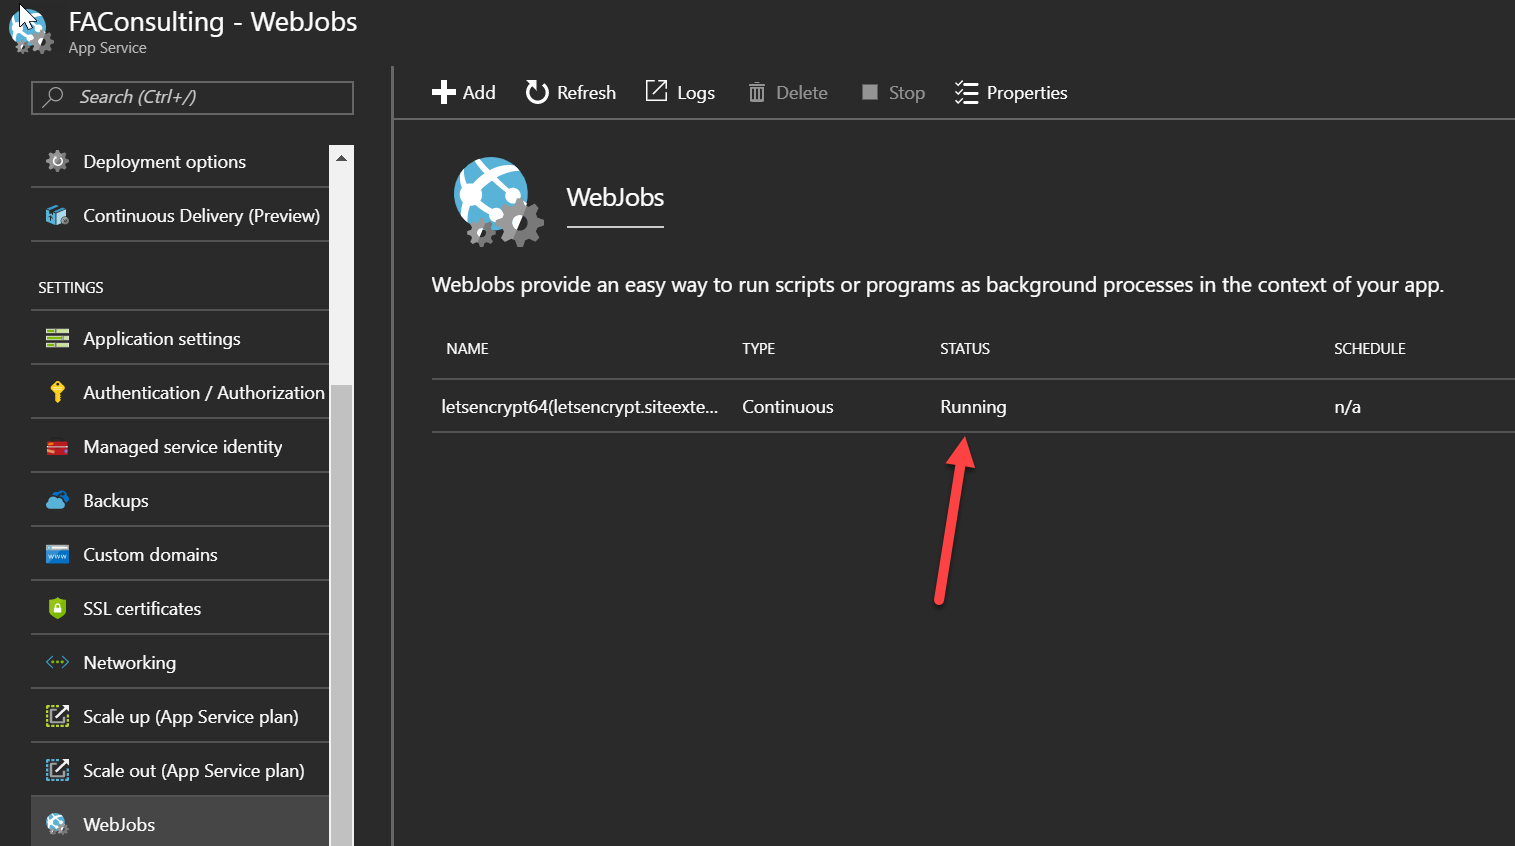 FAConsulting - WebJobs
App Service
Search (Ctrl+/)
Deployment options
Continuous Delivery (Preview)
SETTINGS
Application settings
Authentication / Authorization
Managed service identity
Backups
Custom domains
SSL certificates
Networking
Scale up (App Service plan)
Scale out (App Service plan)
WebJobs
Add Refresh Logs Delete Stop Properties
WebJobs
WebJobs provide an easy way to run scripts or programs as background processes in the context of your app.
NAME TYPE STATUS SCHEDULE
letsencrypt64(letsencrypt.siteexte... Continuous Running n/a